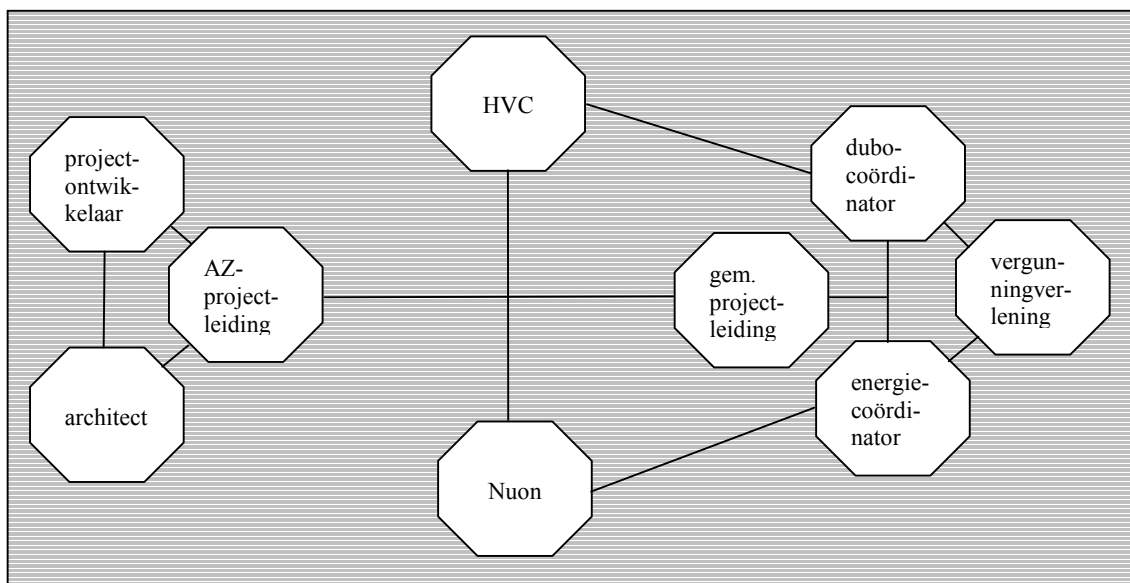 HVC
project-
ontwik-
kelaar
dubo-
coördi-
nator
AZ-
project-
leiding
gem.
project-
leiding
vergun-
ningver-
lening
architect
energie-
coördi-
nator
Nuon